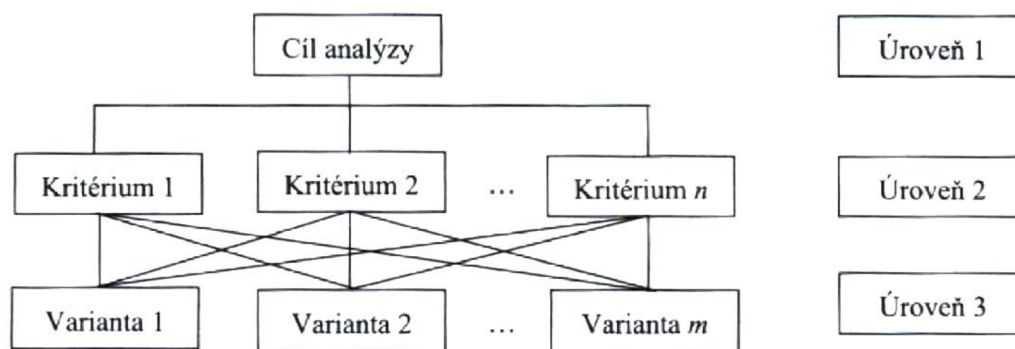 Cíl analýzy
Úroveň 1
Kritérium 1
Kritérium 2
...
Kritérium n
Úroveň 2
Varianta 1
Varianta 2
...
Varianta m
Úroveň 3